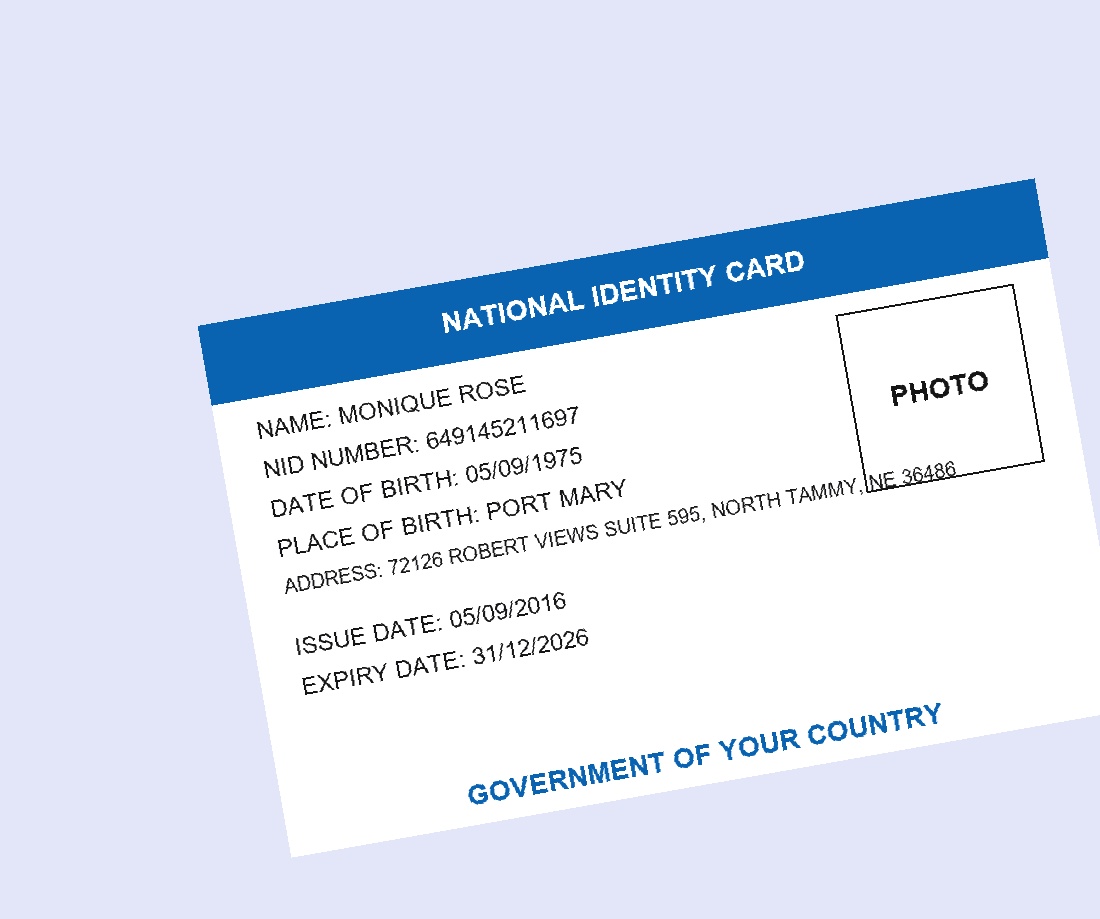 NATIONAL IDENTITY CARD
NAME: MONIQUE ROSE
NID NUMBER: 649145211697
DATE OF BIRTH: 05/09/1975
PLACE OF BIRTH: PORT MARY
ADDRESS: 72126 ROBERT VIEWS SUITE 595, NORTH TAMMY, NE 36486
PHOTO
ISSUE DATE: 05/09/2016
EXPIRY DATE: 31/12/2026
GOVERNMENT OF YOUR COUNTRY